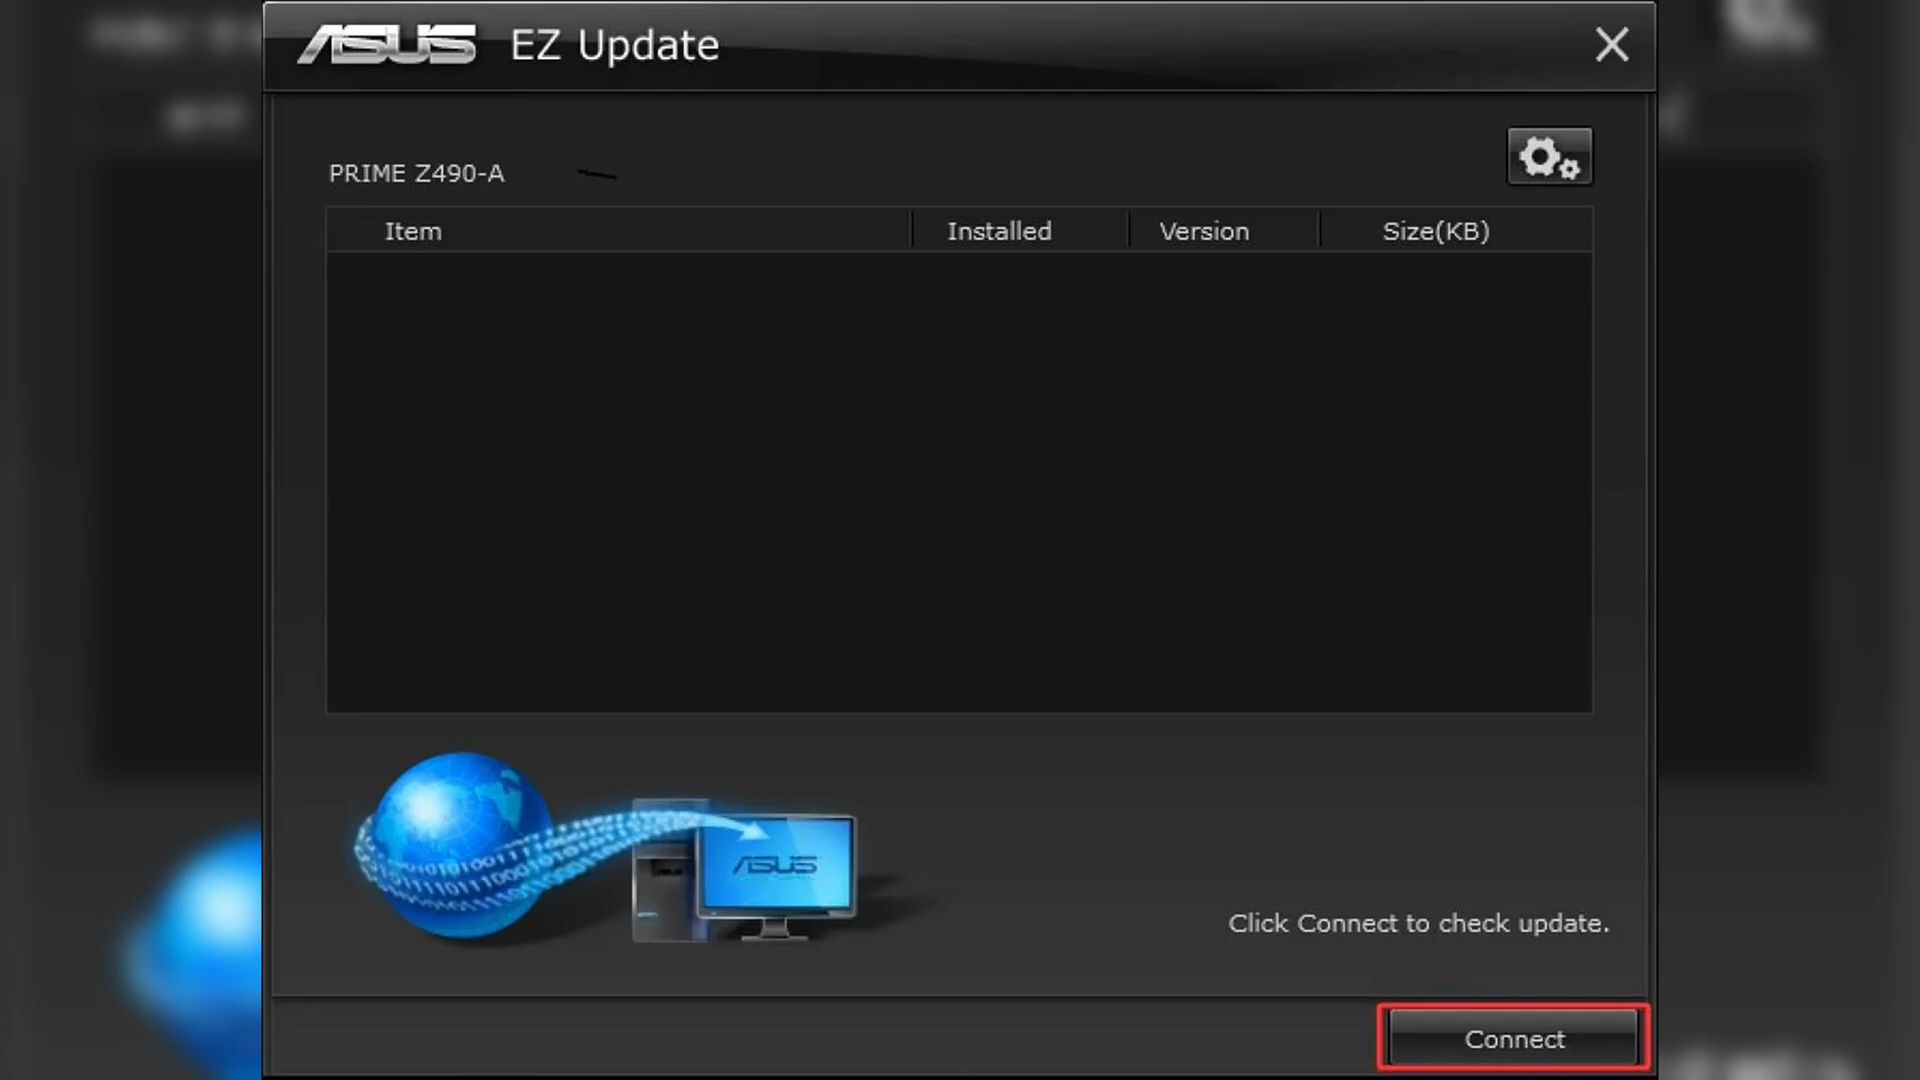 ASUS EZ Update
PRIME Z490-A
Item Installed Version Size(KB)
ASUS
Click Connect to check update.
Connect